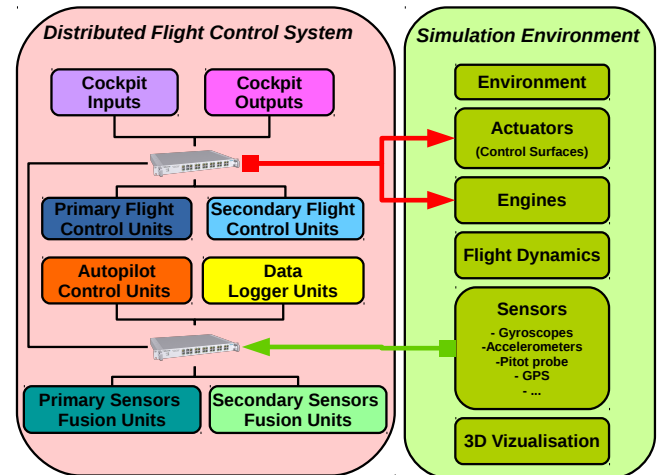 Distributed Flight Control System
Cockpit
Inputs
Cockpit
Outputs
Primary Flight
Control Units
Secondary Flight
Control Units
Autopilot
Control Units
Data
Logger Units
Primary Sensors
Fusion Units
Secondary Sensors
Fusion Units
Simulation Environment
Environment
Actuators
(Control Surfaces)
Engines
Flight Dynamics
Sensors
- Gyroscopes
-Accelerometers
-Pitot probe
- GPS
- ...
3D Vizualisation